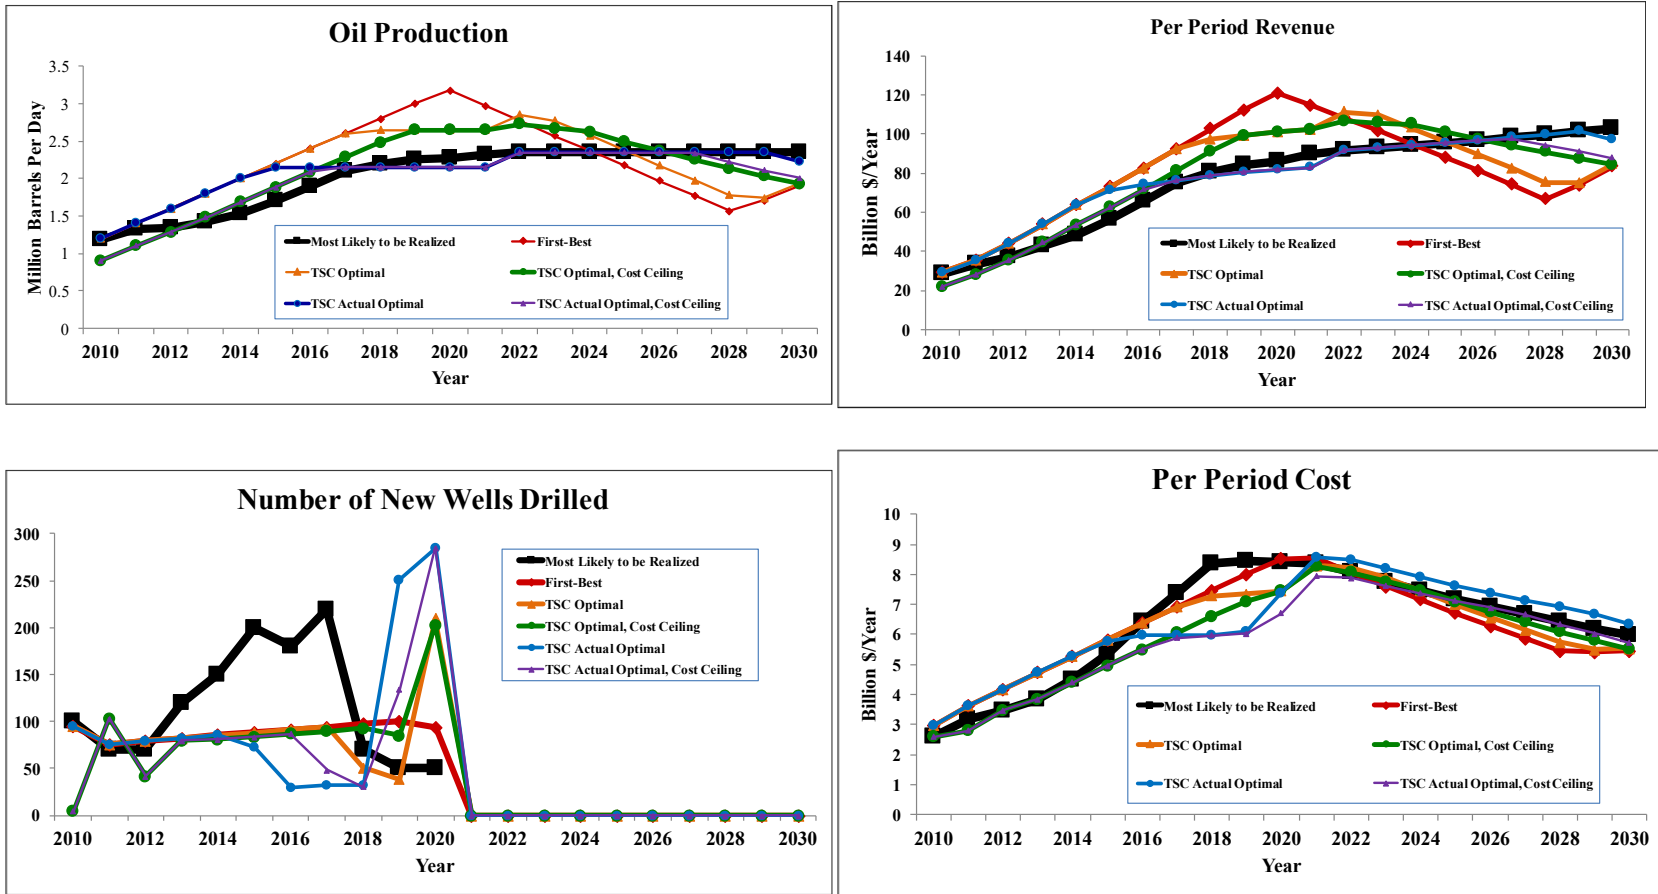 Oil Production
Million Barrels Per Day
3.5
3
2.5
2
1.5
1
0.5
0
Most Likely to be Realized
First-Best
TSC Optimal
TSC Optimal, Cost Ceiling
TSC Actual Optimal
TSC Actual Optimal, Cost Ceiling
2010 2012 2014 2016 2018 2020 2022 2024 2026 2028 2030
Year
Per Period Revenue
Billion $/Year
140
120
100
80
60
40
20
0
Most Likely to be Realized
First-Best
TSC Optimal
TSC Optimal, Cost Ceiling
TSC Actual Optimal
TSC Actual Optimal, Cost Ceiling
2010 2012 2014 2016 2018 2020 2022 2024 2026 2028 2030
Year
Number of New Wells Drilled
300
250
200
150
100
50
0
Most Likely to be Realized
First-Best
TSC Optimal
TSC Optimal, Cost Ceiling
TSC Actual Optimal
TSC Actual Optimal, Cost Ceiling
2010 2012 2014 2016 2018 2020 2022 2024 2026 2028 2030
Year
Per Period Cost
Billion $/Year
10
9
8
7
6
5
4
3
2
1
0
Most Likely to be Realized
First-Best
TSC Optimal
TSC Optimal, Cost Ceiling
TSC Actual Optimal
TSC Actual Optimal, Cost Ceiling
2010 2012 2014 2016 2018 2020 2022 2024 2026 2028 2030
Year